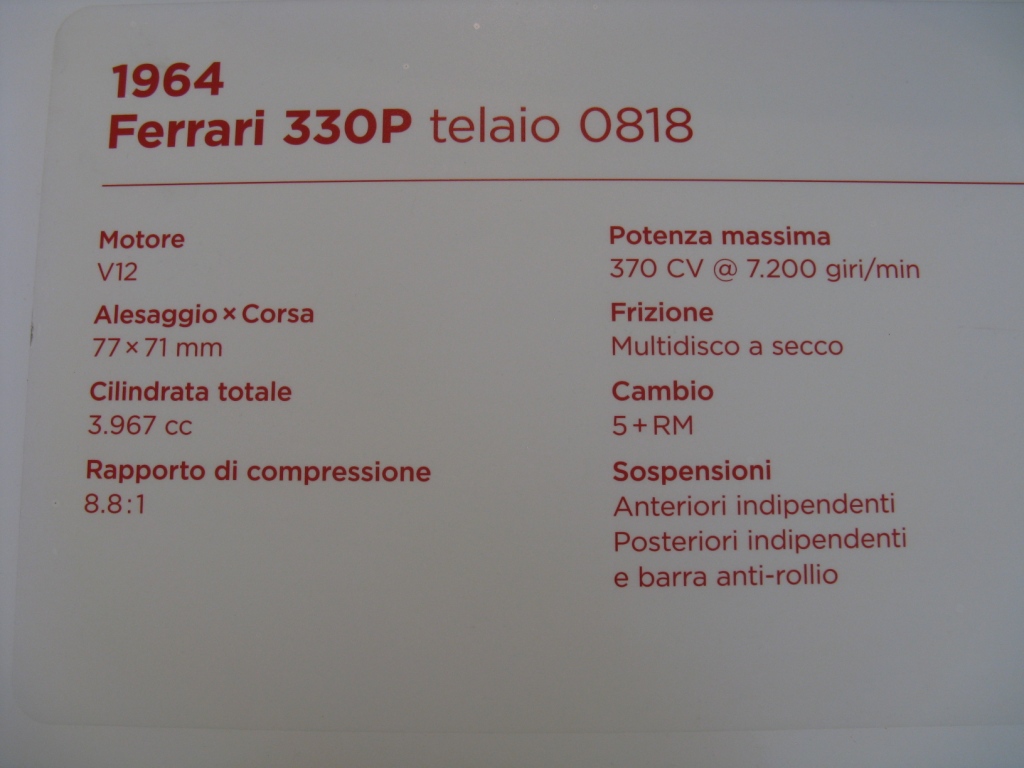 1964
Ferrari 330P telaio 0818
Motore
V12
Alesaggio × Corsa
77 × 71 mm
Cilindrata totale
3.967 cc
Rapporto di compressione
8.8:1
Potenza massima
370 CV @ 7.200 giri/min
Frizione
Multidisco a secco
Cambio
5 + RM
Sospensioni
Anteriori indipendenti
Posteriori indipendenti
e barra anti-rollio